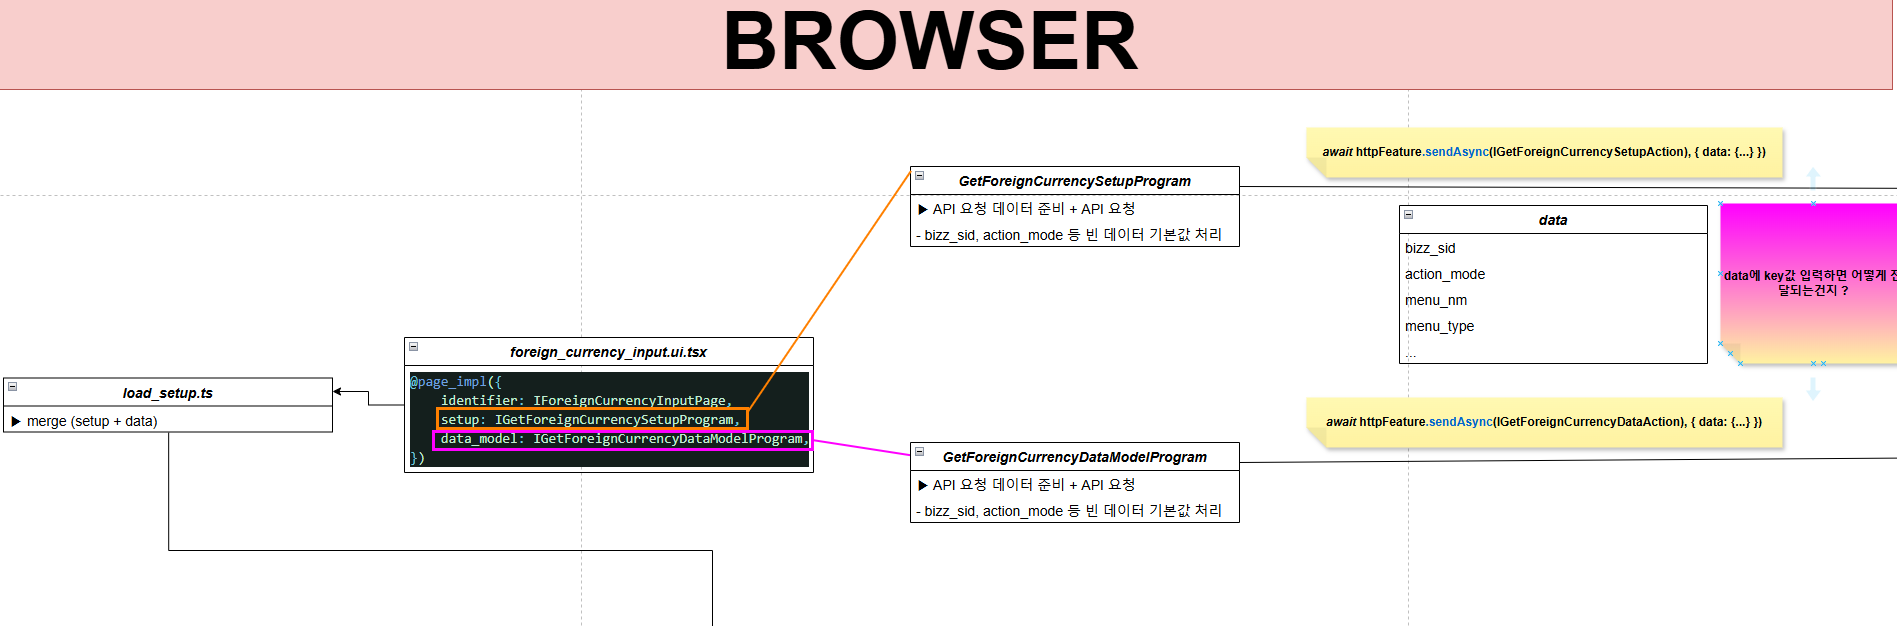 BROWSER
await httpFeature.sendAsync(IGetForeignCurrencySetupAction), { data: {...} })
GetForeignCurrencySetupProgram
▶ API 요청 데이터 준비 + API 요청
- bizz_sid, action_mode 등 빈 데이터 기본값 처리
data
bizz_sid
action_mode
menu_nm
menu_type
...
data에 key값 입력하면 어떻게 전
달되는건지 ?
foreign_currency_input.ui.tsx
@page_impl({
identifier: IForeignCurrencyInputPage,
setup: IGetForeignCurrencySetupProgram,
data_model: IGetForeignCurrencyDataModelProgram,
})
load_setup.ts
▶ merge (setup + data)
await httpFeature.sendAsync(IGetForeignCurrencyDataAction), { data: {...} })
GetForeignCurrencyDataModelProgram
▶ API 요청 데이터 준비 + API 요청
- bizz_sid, action_mode 등 빈 데이터 기본값 처리